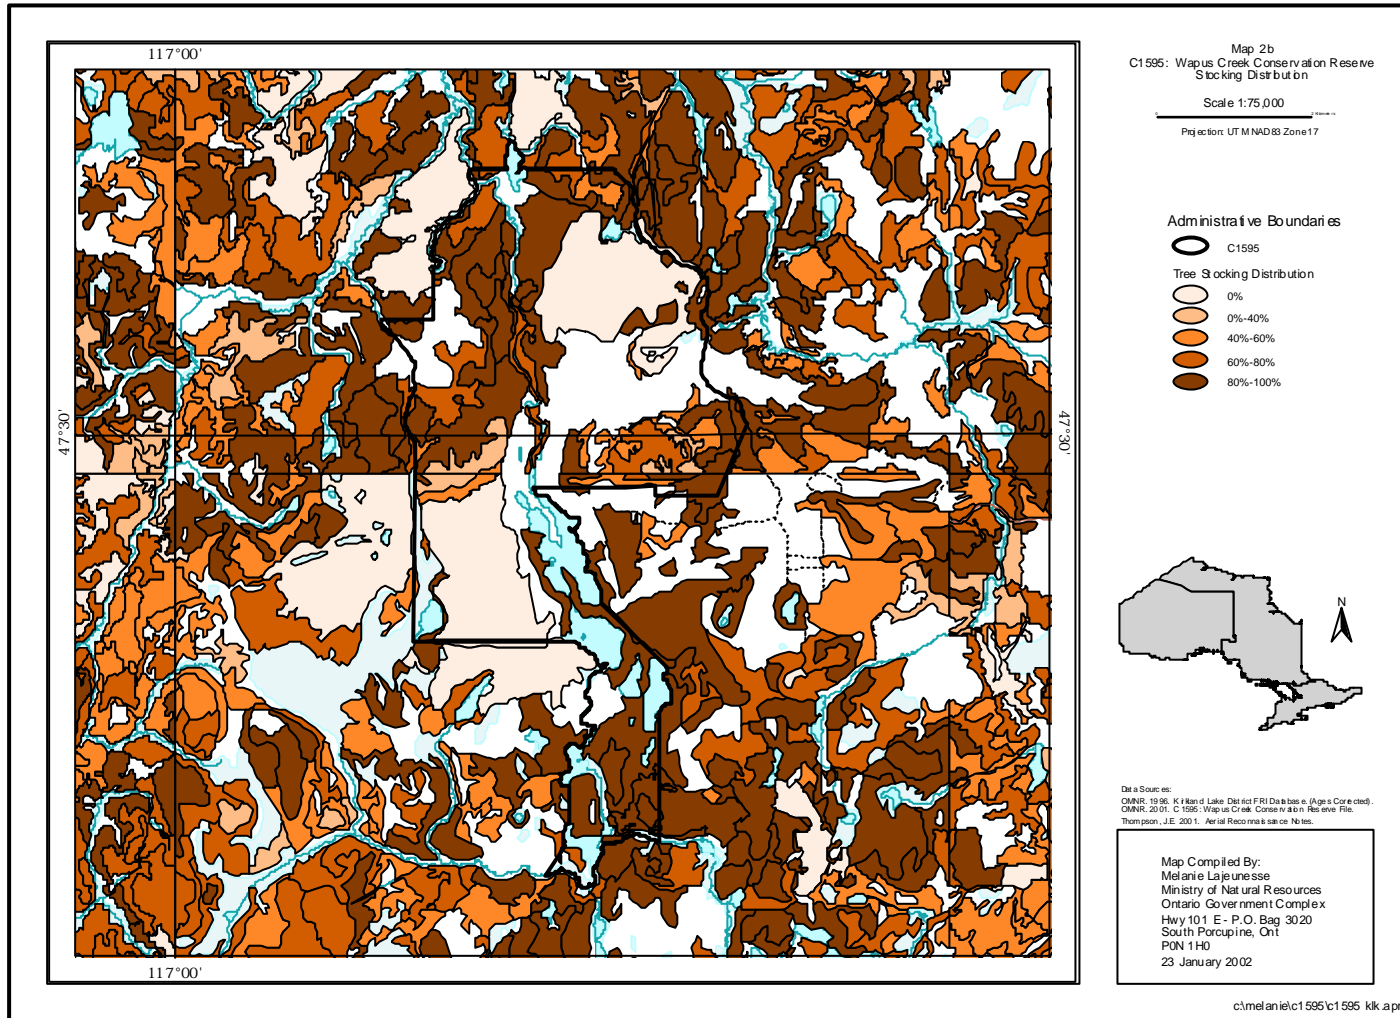 117°00'
47°30'
47°30'
117°00'
Map 2b
C1595: Wapus Creek Conservation Reserve
Stocking Distribution
Scale 1:75,000
Projection: UTM NAD83 Zone 17
Administrative Boundaries
C1595
Tree Stocking Distribution
0%
0%-40%
40%-60%
60%-80%
80%-100%
N
Data Sources:
OMNR. 1996. Kirkland Lake District FRI Database. (Ages Corrected).
OMNR. 2001. C1595: Wapus Creek Conservation Reserve File.
Thompson, J.E. 2001. Aerial Reconnaissance Notes.
Map Compiled By:
Melanie Lajeunesse
Ministry of Natural Resources
Ontario Government Complex
Hwy 101 E - P.O. Bag 3020
South Porcupine, Ont
P0N 1H0
23 January 2002
c:\melanie\c1595\c1595 klk.apr